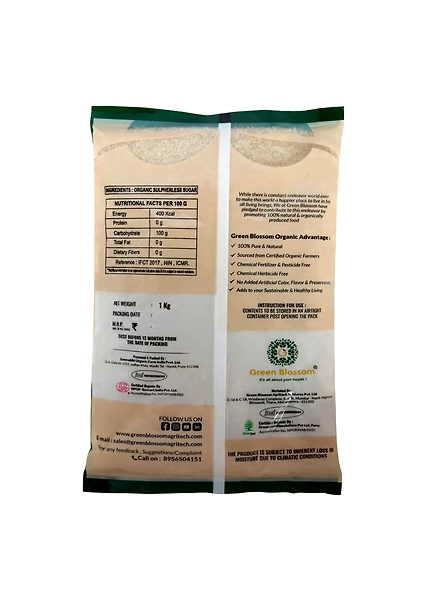 INGREDIENTS : ORGANIC SULPHERLESS SUGAR
NUTRITIONAL FACTS PER 100 G
Energy 400 Kcal
Protein 0 g
Carbohydrate 100 g
Total Fat 0 g
Dietary Fibers 0 g
Reference : IFCT 2017 , NIN , ICMR.
NET WEIGHT : 1 Kg
PACKING DATE :
M.R.P. ₹ :
BEST BEFORE 12 MONTHS FROM
THE DATE OF PACKING
Processed & Packed By :
Certified Organic By :
FOLLOW US ON
www.greenblossomagritech.com
E-mail : sales@greenblossomagritech.com
For any feedback , Suggestions/Complaint
Call on : 8956504151
While there is constant endeavor world over
to make this world a happier place to live in for
all living beings, We at Green Blossom have
pledged to contribute to this endeavor by
promoting 100% natural & organically
produced food
Green Blossom Organic Advantage :
✓ 100% Pure & Natural
✓ Sourced from Certified Organic Farmers
✓ Chemical Fertilizer & Pesticide Free
✓ Chemical Herbicide Free
✓ No Added Artificial Color, Flavor & Preservative
✓ Adds to your Sustainable & Healthy Living
INSTRUCTION FOR USE :
CONTENTS TO BE STORED IN AN AIRTIGHT
CONTAINER POST OPENING THE PACK
Green Blossom®
It's all about your health !
Marketed By :
Certified Organic By :
THE PRODUCT IS SUBJECT TO INHERENT LOSS OF
MOISTURE DUE TO CLIMATIC CONDITIONS